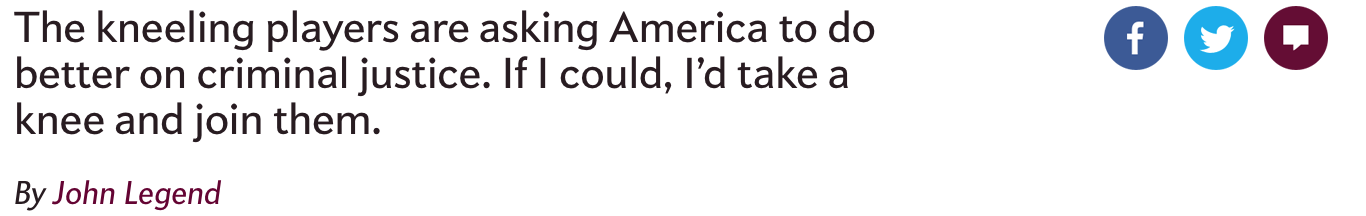 The kneeling players are asking America to do
better on criminal justice. If I could, I’d take a
knee and join them.
By John Legend